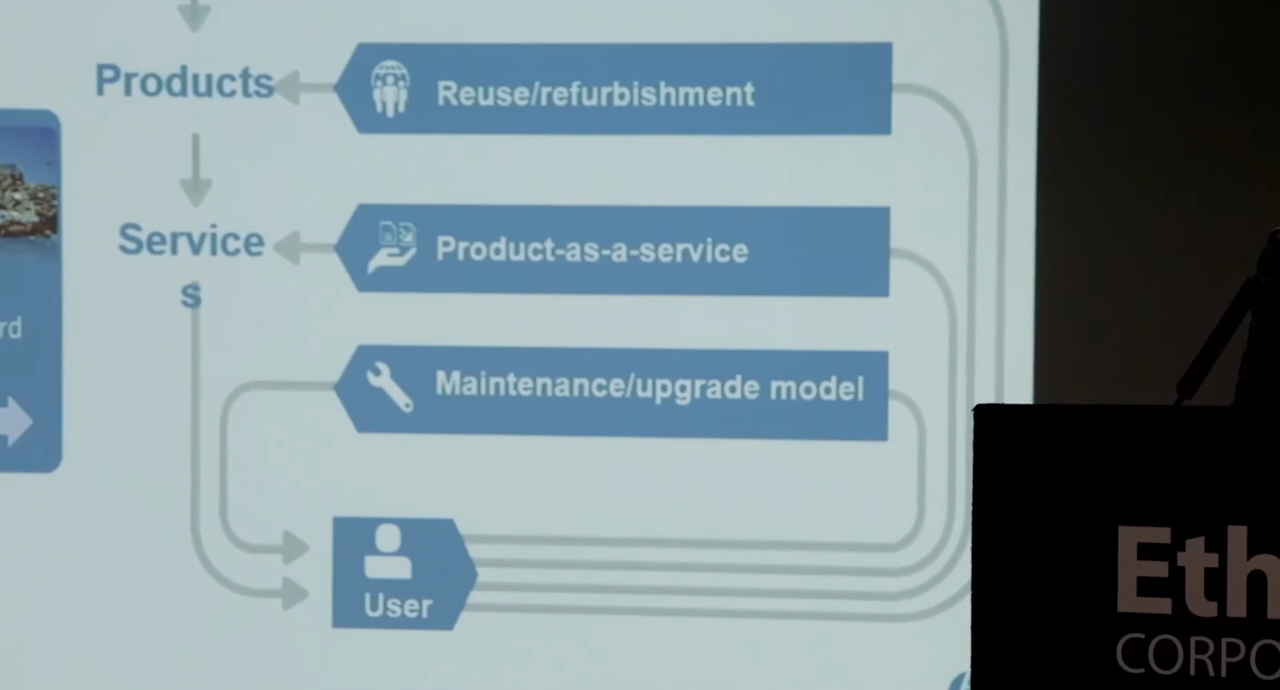 Products
Reuse/refurbishment
Service
s
Product-as-a-service
rd
Maintenance/upgrade model
User
Eth
CORPO